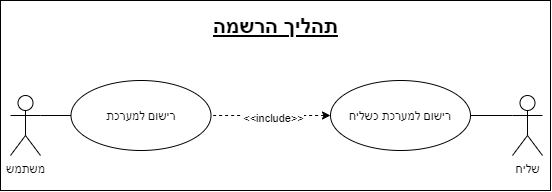 תהליך הרשמה
רישום למערכת
<<include>>
רישום למערכת כשליח
משתמש
שליח